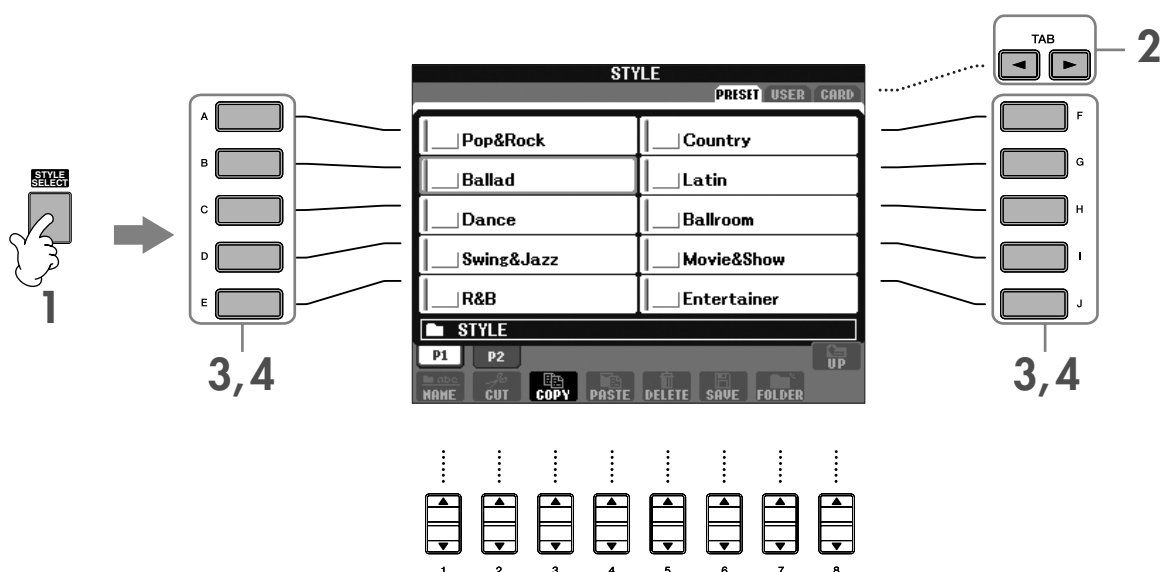 TAB
2
STYLE
PRESET USER CARD
A
F
Pop&Rock Country
B
G
STYLE
SELECT
Ballad Latin
C
H
Dance Ballroom
D
I
Swing&Jazz Movie&Show
E
J
R&B Entertainer
1
STYLE
P1 P2
UP
3,4
3,4
NAME CUT COPY PASTE DELETE SAVE FOLDER
1 2 3 4 5 6 7 8